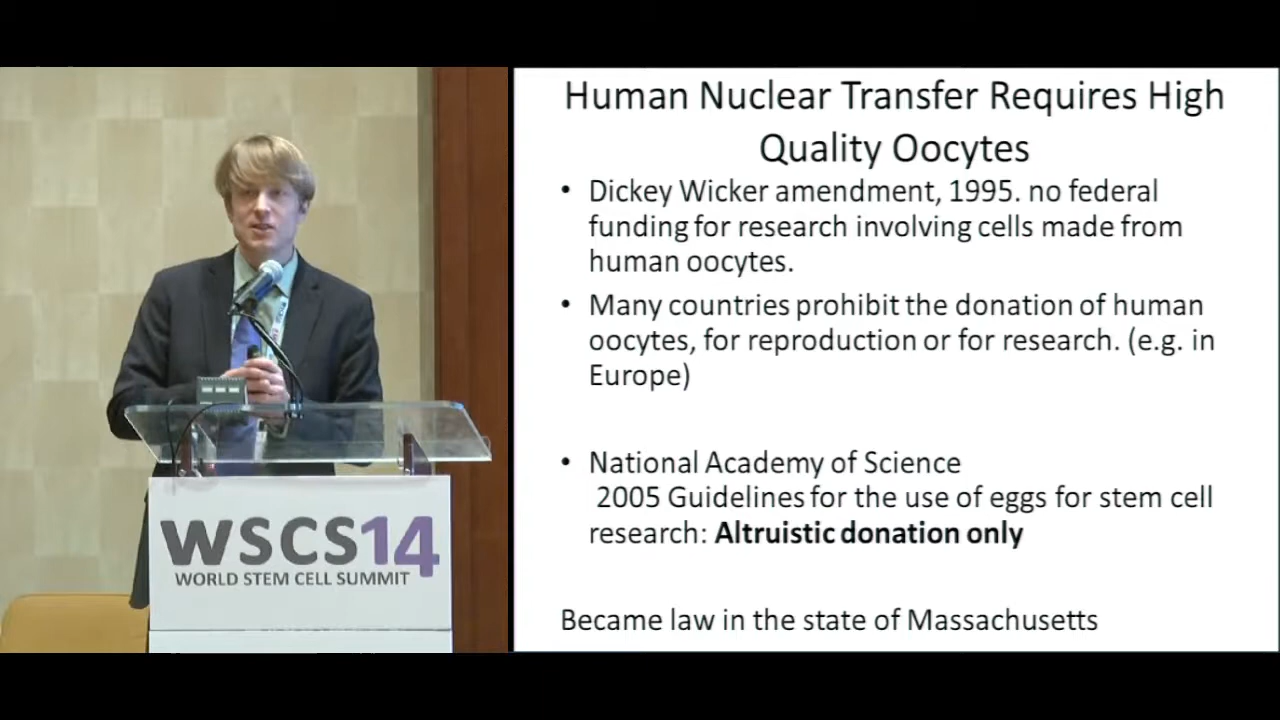 Human Nuclear Transfer Requires High
Quality Oocytes
• Dickey Wicker amendment, 1995. no federal
funding for research involving cells made from
human oocytes.
• Many countries prohibit the donation of human
oocytes, for reproduction or for research. (e.g. in
Europe)
• National Academy of Science
2005 Guidelines for the use of eggs for stem cell
research: Altruistic donation only
Became law in the state of Massachusetts
WSCS14
WORLD STEM CELL SUMMIT